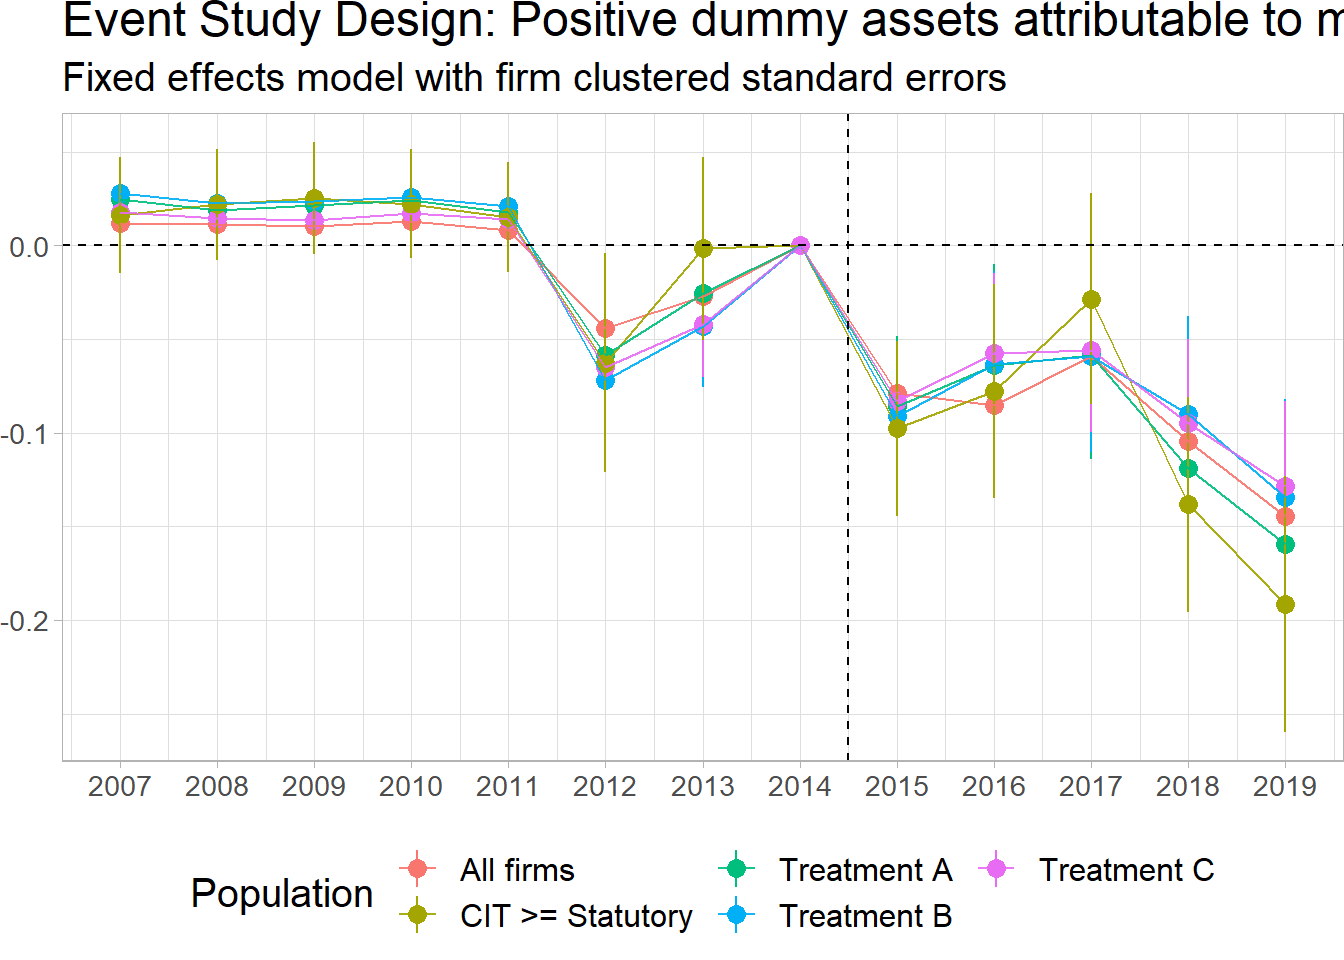 Event Study Design: Positive dummy assets attributable to
Fixed effects model with firm clustered standard errors
0.0
-0.1
-0.2
2007 2008 2009 2010 2011 2012 2013 2014 2015 2016 2017 2018 2019
Population
All firms
CIT >= Statutory
Treatment A
Treatment B
Treatment C